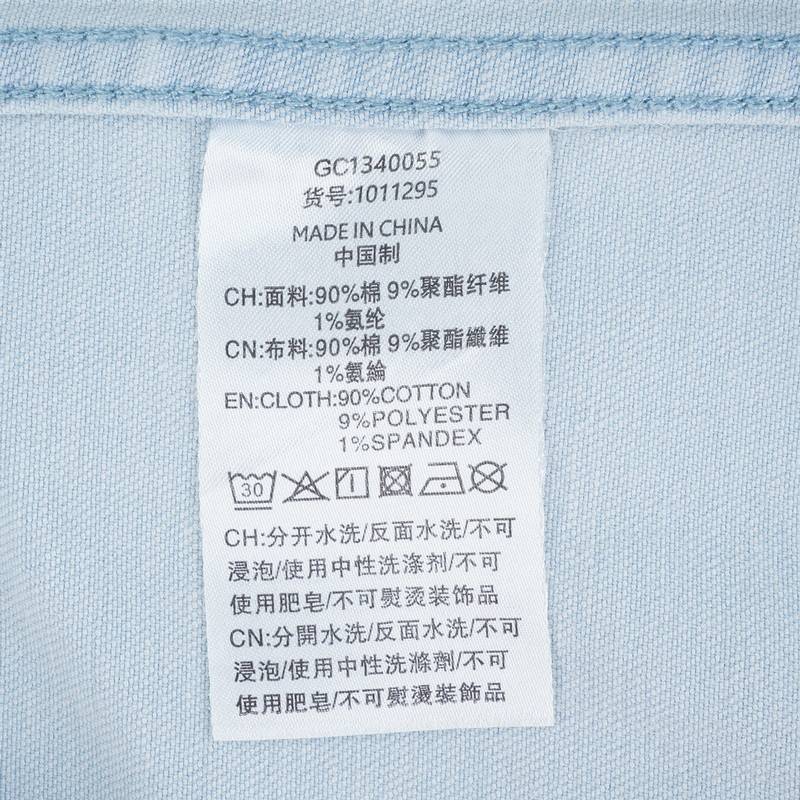 GC1340055
货号:1011295
MADE IN CHINA
中国制
CH:面料:90%棉 9%聚酯纤维
1%氨纶
CN:布料:90%棉 9%聚酯纖維
1%氨綸
EN:CLOTH:90%COTTON
9%POLYESTER
1%SPANDEX
30
CH:分开水洗/反面水洗/不可
浸泡/使用中性洗涤剂/不可
使用肥皂/不可熨烫装饰品
CN:分開水洗/反面水洗/不可
浸泡/使用中性洗滌劑/不可
使用肥皂/不可熨燙裝飾品